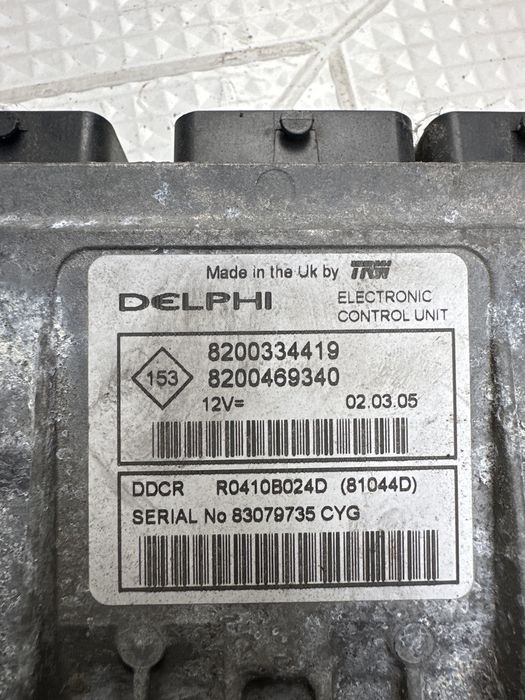 Made in the Uk by TRW
DELPHI
ELECTRONIC
CONTROL UNIT
153
8200334419
8200469340
12V= 02.03.05
DDCR R0410B024D (81044D)
SERIAL No 83079735 CYG